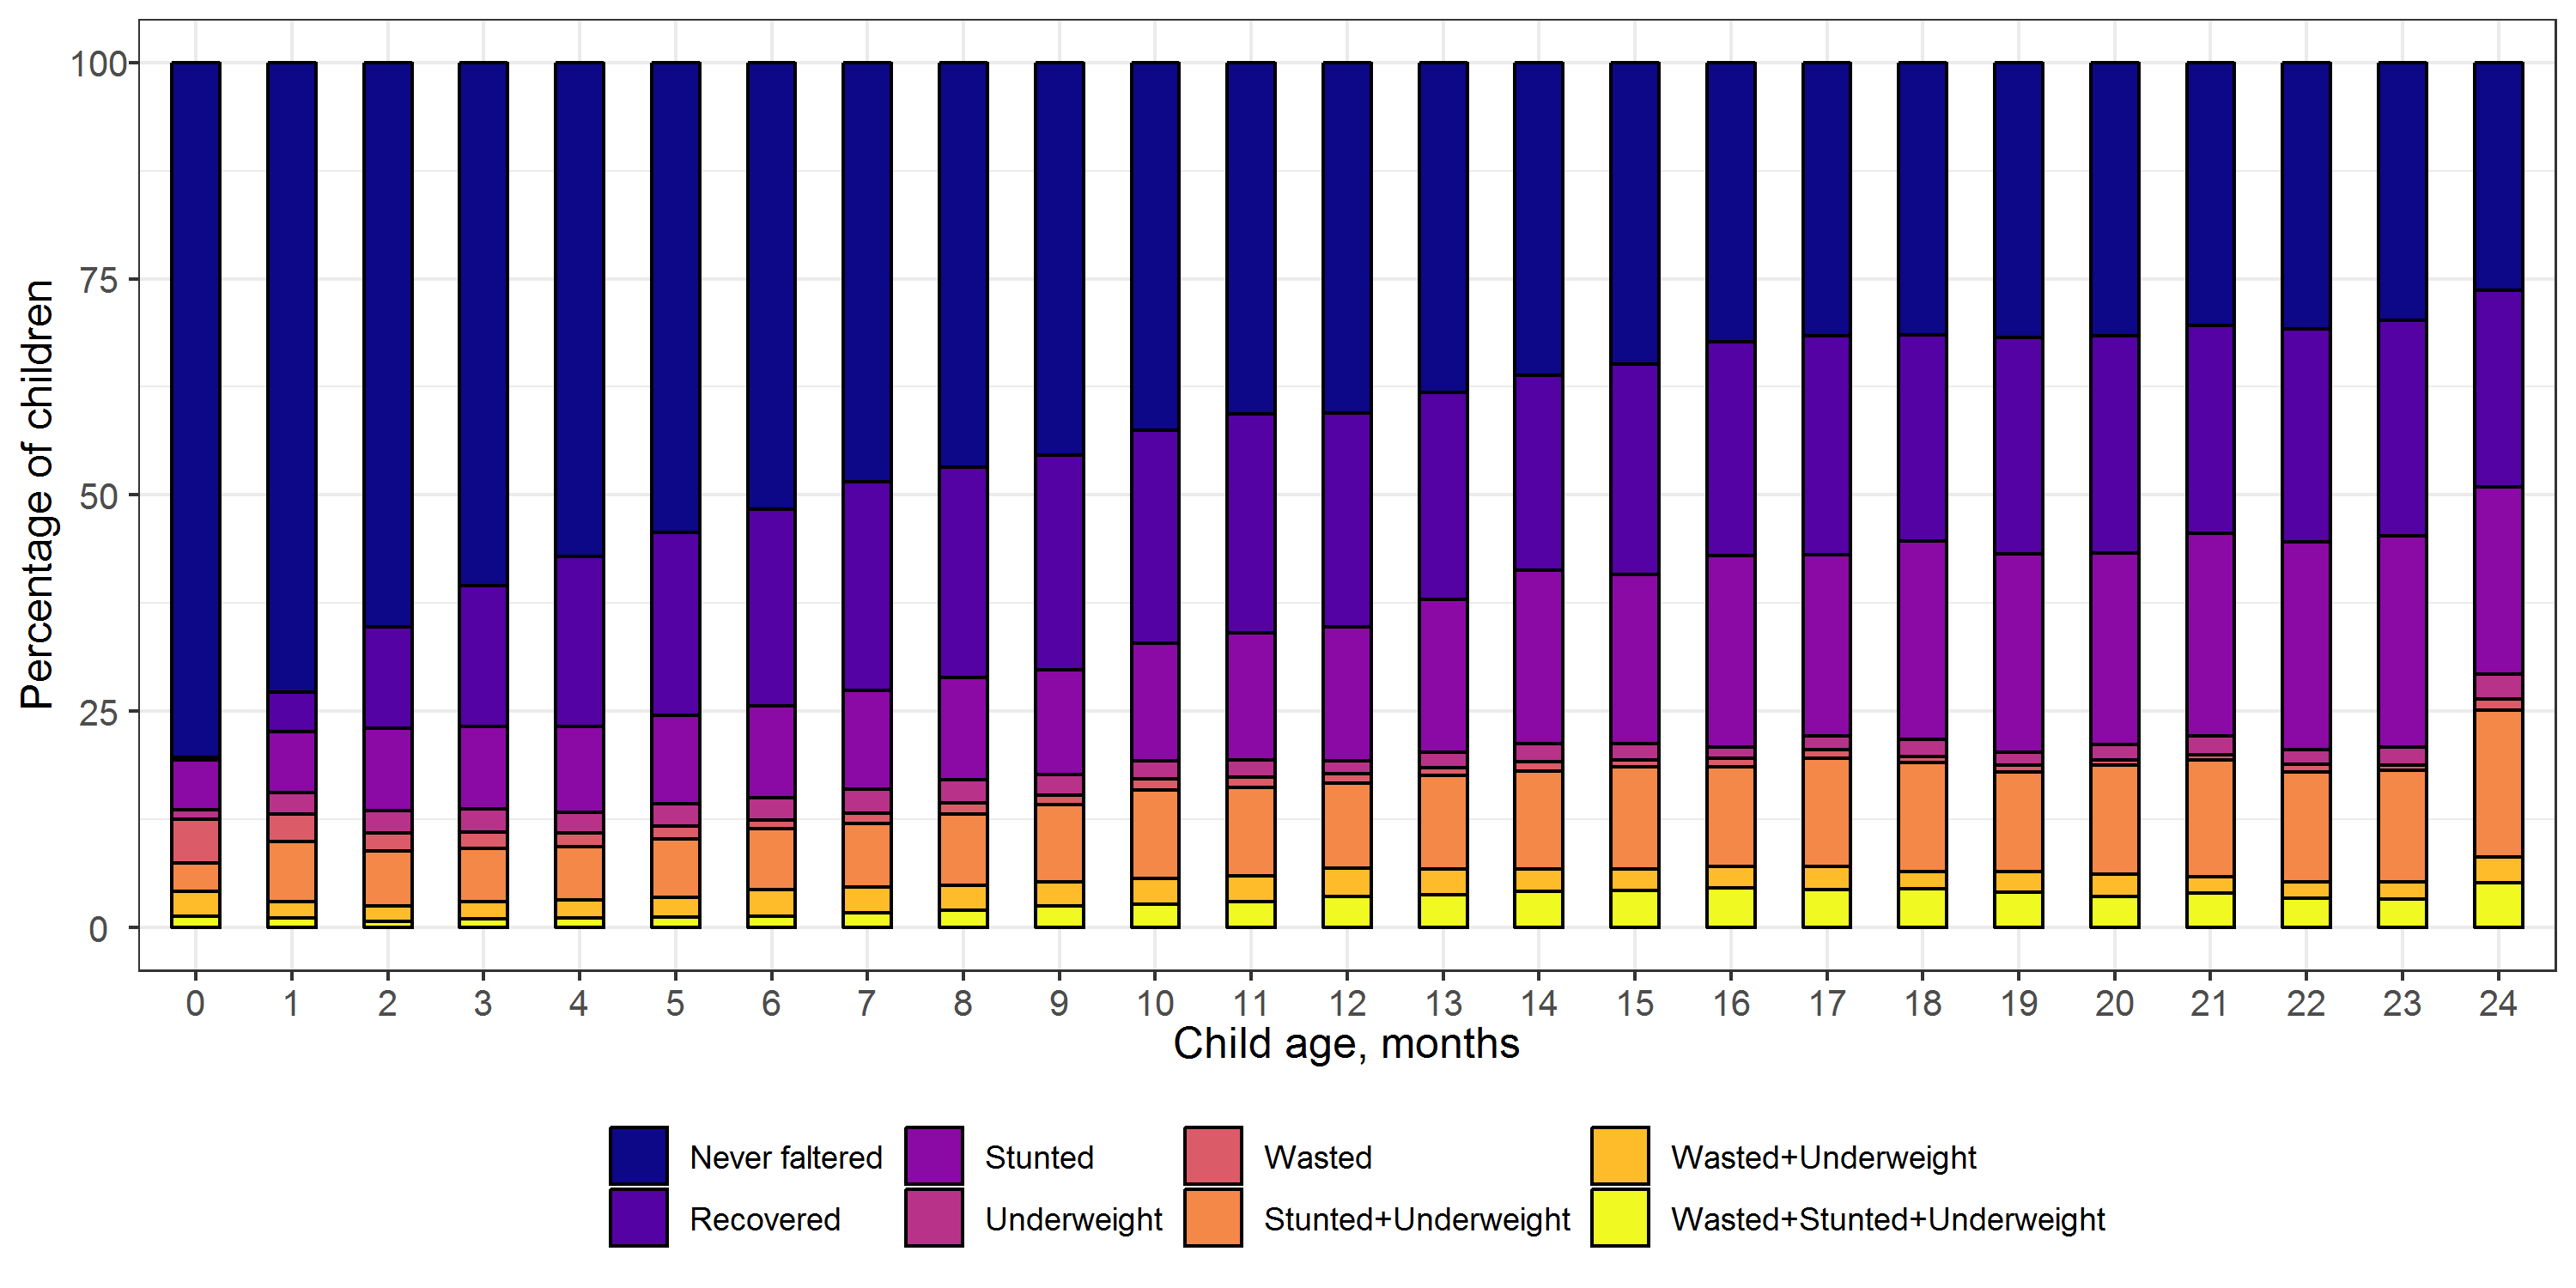 Percentage of children
100
75
50
25
0
0 1 2 3 4 5 6 7 8 9 10 11 12 13 14 15 16 17 18 19 20 21 22 23 24
Child age, months
Never faltered Stunted Wasted Wasted+Underweight
Recovered Underweight Stunted+Underweight Wasted+Stunted+Underweight